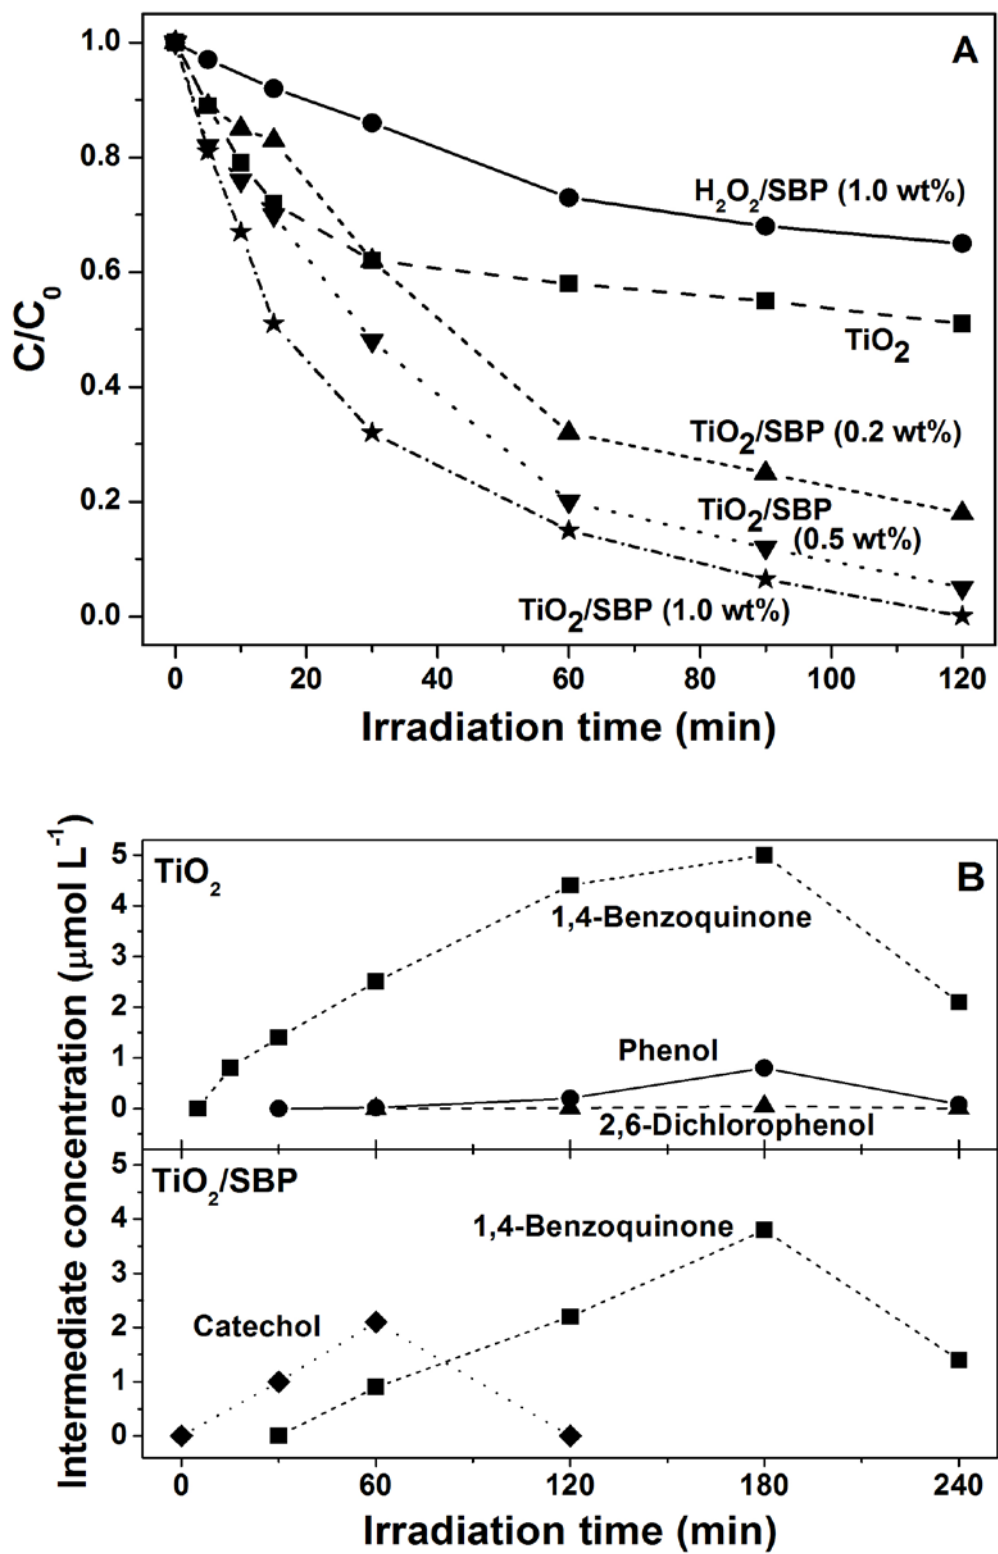 A
1.0
0.8
0.6
0.4
0.2
0.0
C/C₀
H₂O₂/SBP (1.0 wt%)
TiO₂
TiO₂/SBP (0.2 wt%)
TiO₂/SBP
(0.5 wt%)
TiO₂/SBP (1.0 wt%)
0 20 40 60 80 100 120
Irradiation time (min)
Intermediate concentration (μmol L⁻¹)
B
TiO₂
5
4
3
2
1
0
1,4-Benzoquinone
Phenol
2,6-Dichlorophenol
TiO₂/SBP
5
4
3
2
1
0
1,4-Benzoquinone
Catechol
0 60 120 180 240
Irradiation time (min)